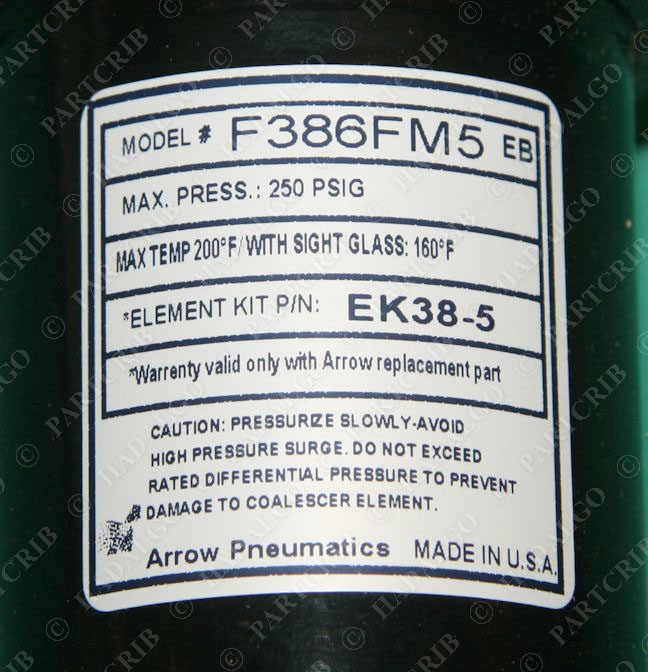 MODEL # F386FM5 EB
MAX. PRESS.: 250 PSIG
MAX TEMP 200°F/ WITH SIGHT GLASS: 160°F
*ELEMENT KIT P/N: EK38-5
*Warrenty valid only with Arrow replacement part
CAUTION: PRESSURIZE SLOWLY-AVOID
HIGH PRESSURE SURGE. DO NOT EXCEED
RATED DIFFERENTIAL PRESSURE TO PREVENT
DAMAGE TO COALESCER ELEMENT.
Arrow Pneumatics MADE IN U.S.A.
© PARTCRIB © HADALGO